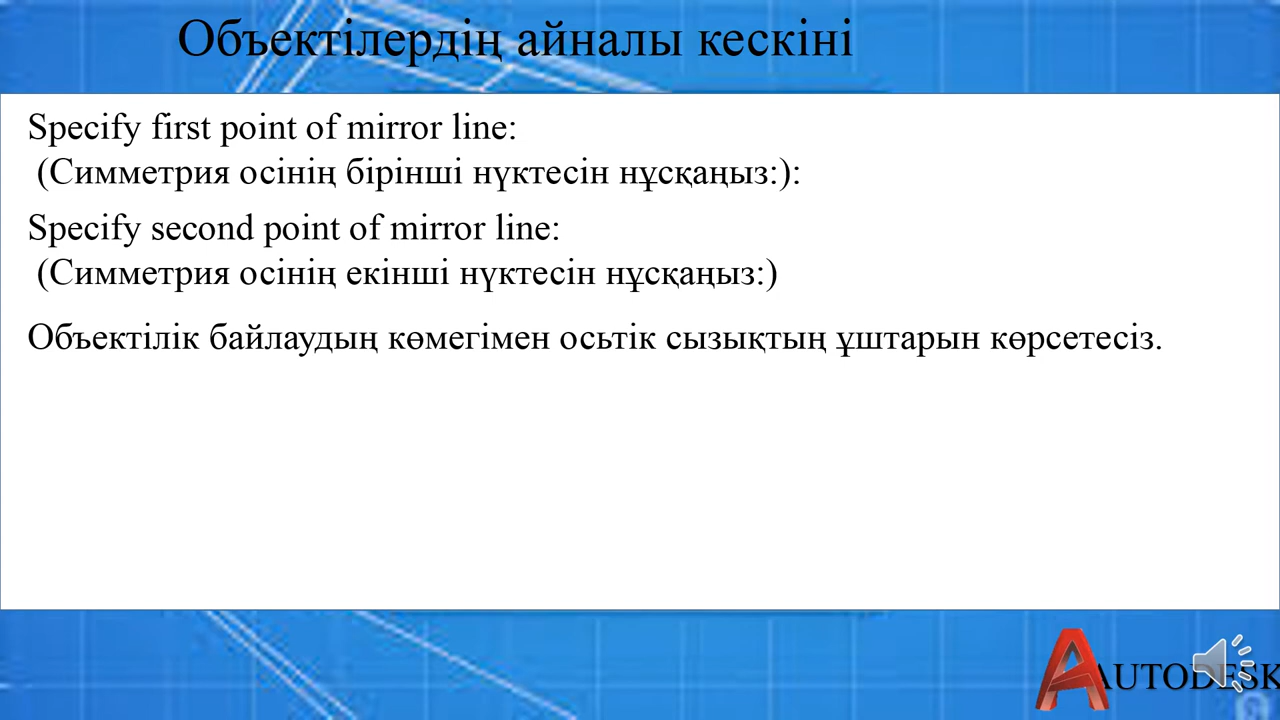 Объектілердің айналы кескіні
Specify first point of mirror line:
(Симметрия осінің бірінші нүктесін нұсқаңыз:):
Specify second point of mirror line:
(Симметрия осінің екінші нүктесін нұсқаңыз:)
Объектілік байлаудың көмегімен осьтік сызықтың ұштарын көрсетесіз.
AUTODESK